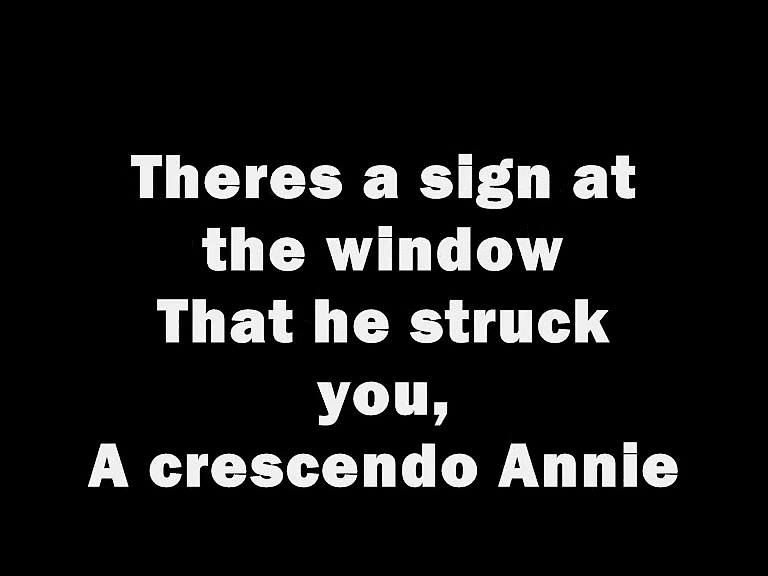 Theres a sign at
the window
That he struck
you,
A crescendo Annie